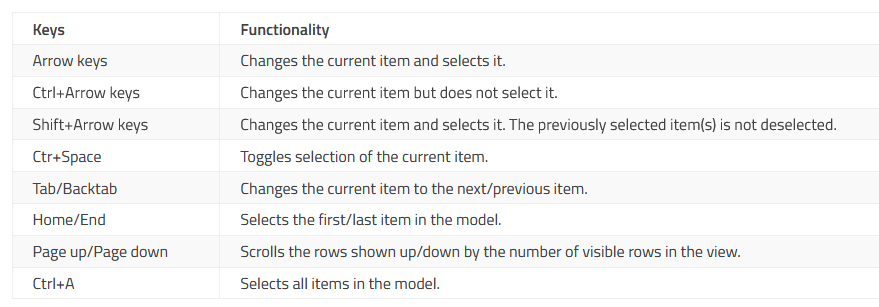 Keys Functionality
Arrow keys Changes the current item and selects it.
Ctrl+Arrow keys Changes the current item but does not select it.
Shift+Arrow keys Changes the current item and selects it. The previously selected item(s) is not deselected.
Ctr+Space Toggles selection of the current item.
Tab/Backtab Changes the current item to the next/previous item.
Home/End Selects the first/last item in the model.
Page up/Page down Scrolls the rows shown up/down by the number of visible rows in the view.
Ctrl+A Selects all items in the model.